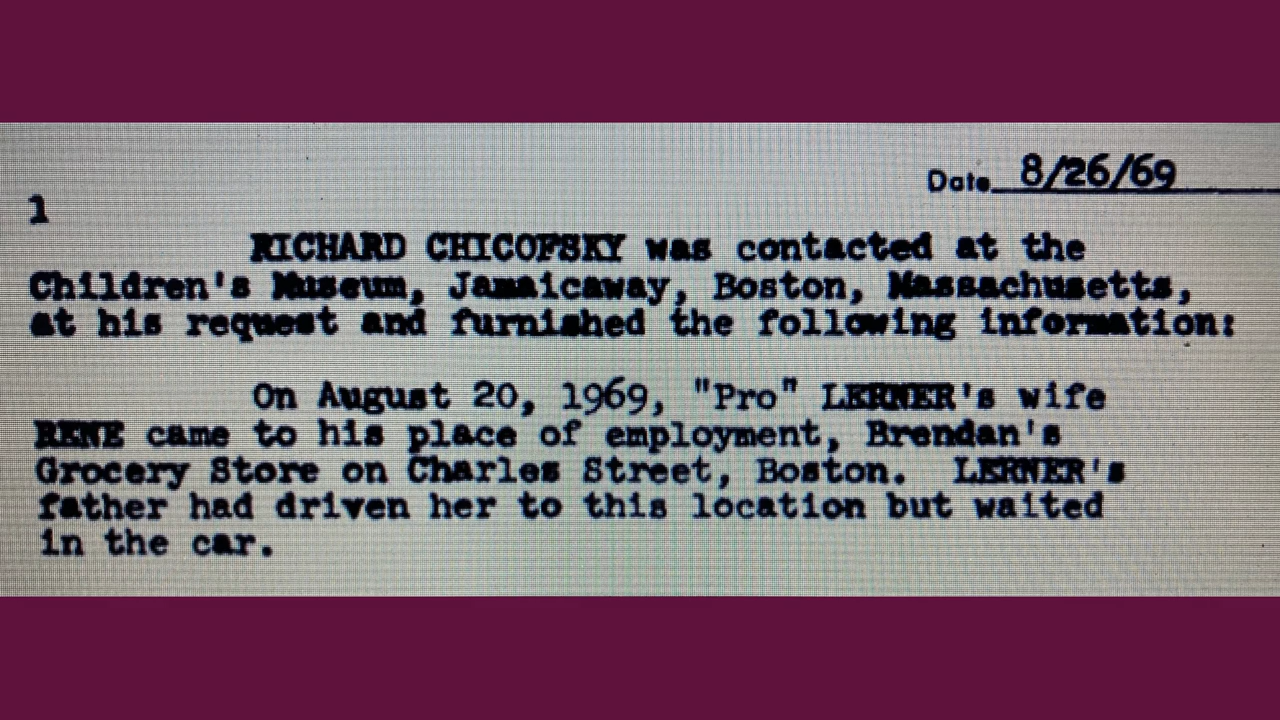 Date 8/26/69
1
RICHARD CHICOFSKY was contacted at the
Children's Museum, Jamaicaway, Boston, Massachusetts,
at his request and furnished the following information:
On August 20, 1969, "Pro" LERNER's wife
RENE came to his place of employment, Brendan's
Grocery Store on Charles Street, Boston. LERNER's
father had driven her to this location but waited
in the car.